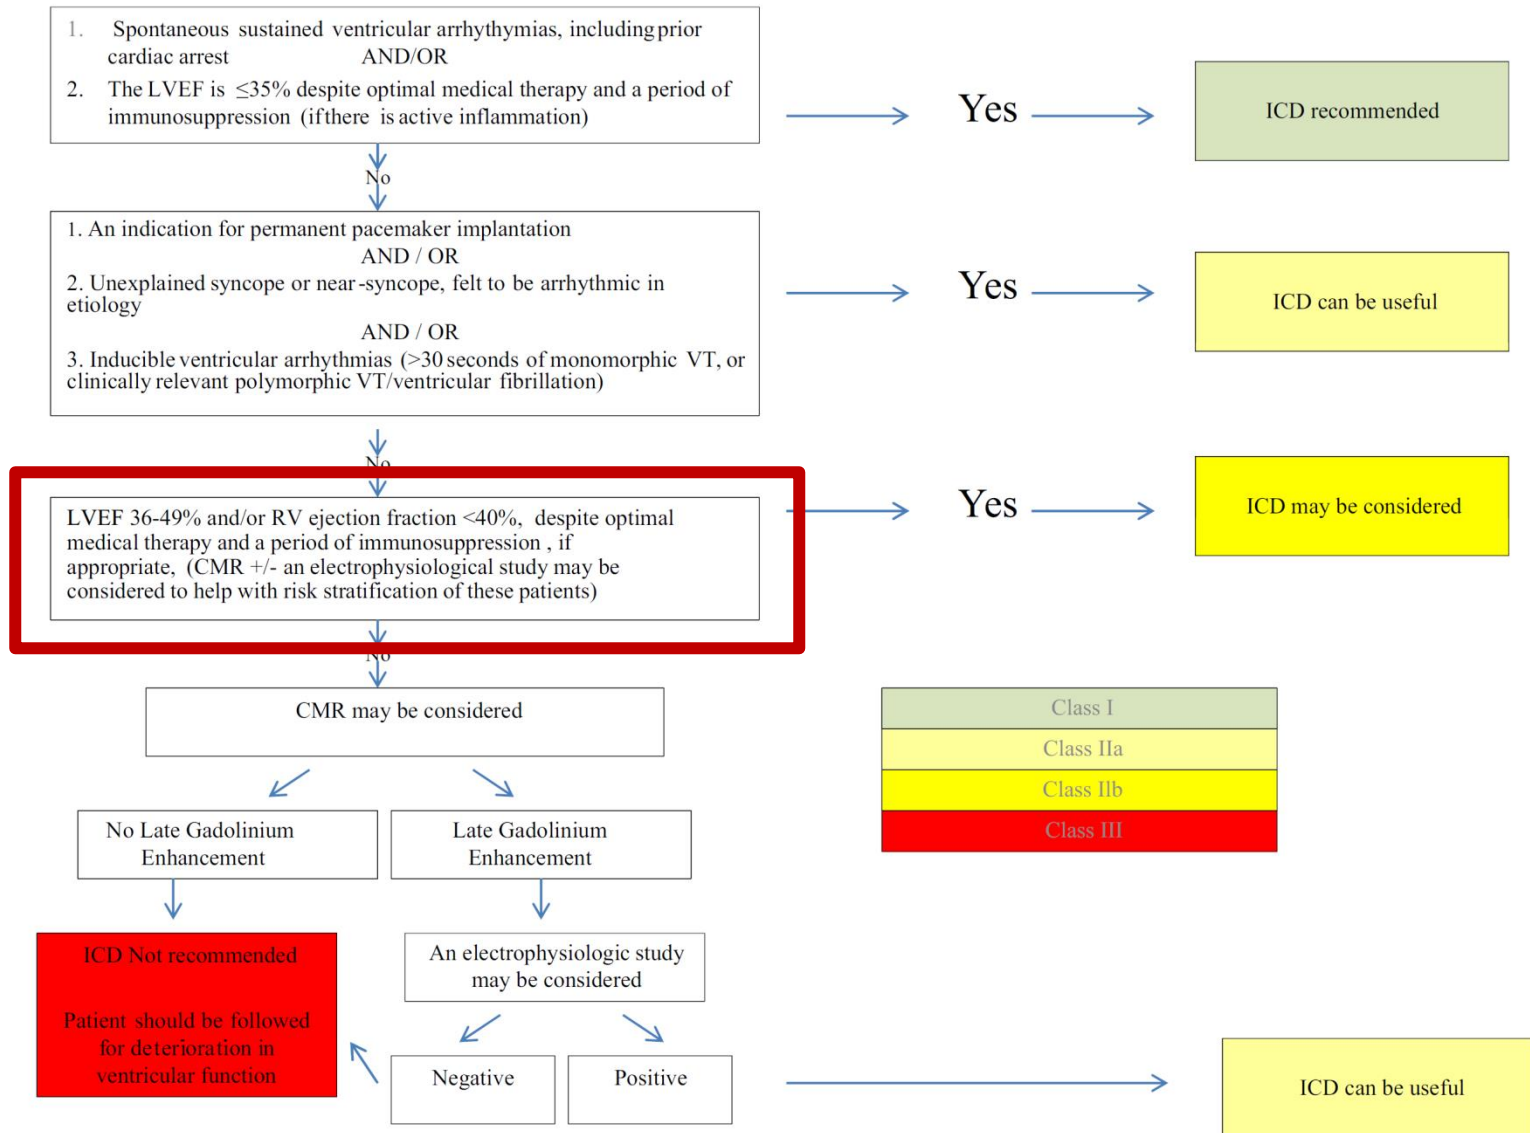 1. Spontaneous sustained ventricular arrhythymias, including prior
cardiac arrest AND/OR
2. The LVEF is ≤35% despite optimal medical therapy and a period of
immunosuppression (if there is active inflammation)
Yes
ICD recommended
No
1. An indication for permanent pacemaker implantation
AND / OR
2. Unexplained syncope or near-syncope, felt to be arrhythmic in
etiology
AND / OR
3. Inducible ventricular arrhythmias (>30 seconds of monomorphic VT, or
clinically relevant polymorphic VT/ventricular fibrillation)
Yes
ICD can be useful
No
LVEF 36-49% and/or RV ejection fraction <40%, despite optimal
medical therapy and a period of immunosuppression , if
appropriate, (CMR +/- an electrophysiological study may be
considered to help with risk stratification of these patients)
Yes
ICD may be considered
No
CMR may be considered
Class I
Class IIa
Class IIb
Class III
No Late Gadolinium
Enhancement
Late Gadolinium
Enhancement
ICD Not recommended
Patient should be followed
for deterioration in
ventricular function
An electrophysiologic study
may be considered
Negative
Positive
ICD can be useful